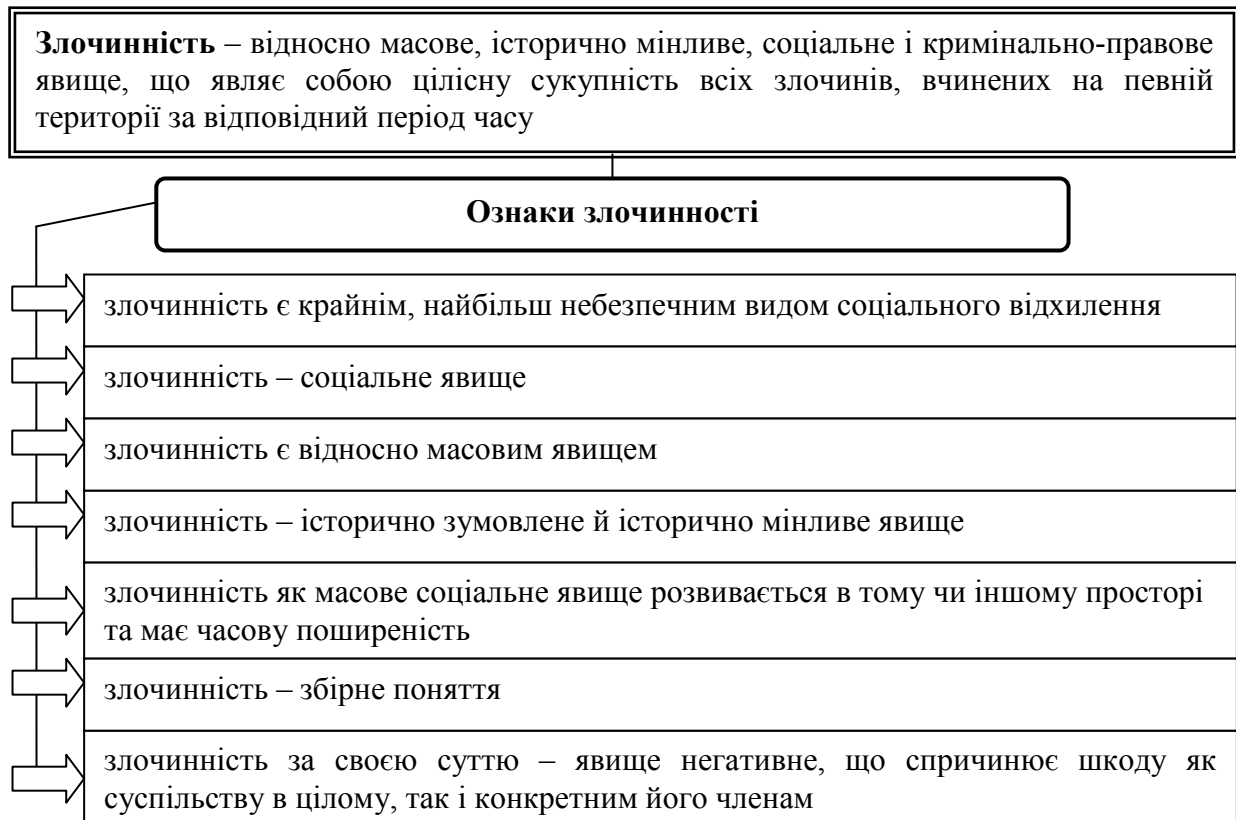 Злочинність – відносно масове, історично мінливе, соціальне і кримінально-правове
явище, що являє собою цілісну сукупність всіх злочинів, вчинених на певній
території за відповідний період часу
Ознаки злочинності
злочинність є крайнім, найбільш небезпечним видом соціального відхилення
злочинність – соціальне явище
злочинність є відносно масовим явищем
злочинність – історично зумовлене й історично мінливе явище
злочинність як масове соціальне явище розвивається в тому чи іншому просторі
та має часову поширеність
злочинність – збірне поняття
злочинність за своєю суттю – явище негативне, що спричинює шкоду як
суспільству в цілому, так і конкретним його членам